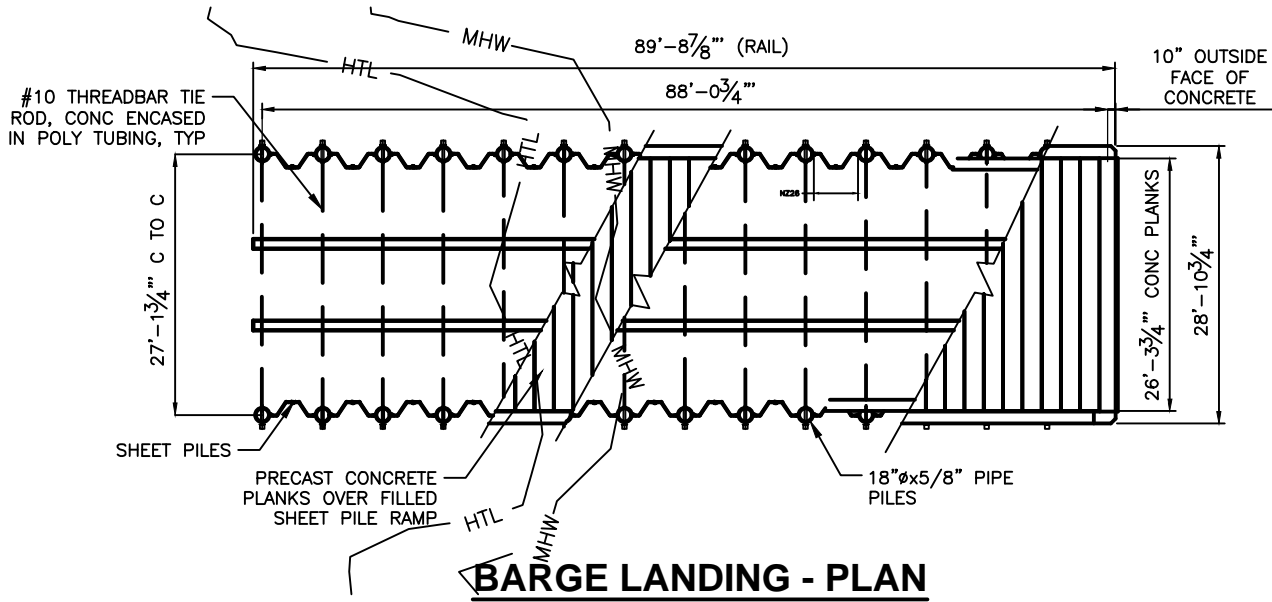 MHW
89'-8⅞"' (RAIL)
10" OUTSIDE
FACE OF
CONCRETE
HTL
88'-0¾"'
#10 THREADBAR TIE
ROD, CONC ENCASED
IN POLY TUBING, TYP
HTL
MHW
NZ26
27'-1¾"' C TO C
26'-3¾"' CONC PLANKS
28'-10¾"'
HTL
MHW
SHEET PILES
PRECAST CONCRETE
PLANKS OVER FILLED
SHEET PILE RAMP
18"øx5/8" PIPE
PILES
HTL
MHW
BARGE LANDING - PLAN